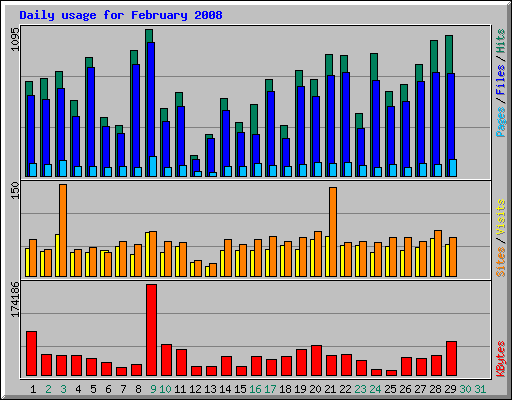 Daily usage for February 2008
1095
Pages / Files / Hits
150
Sites / Visits
174186
KBytes
1 2 3 4 5 6 7 8 9 10 11 12 13 14 15 16 17 18 19 20 21 22 23 24 25 26 27 28 29 30 31